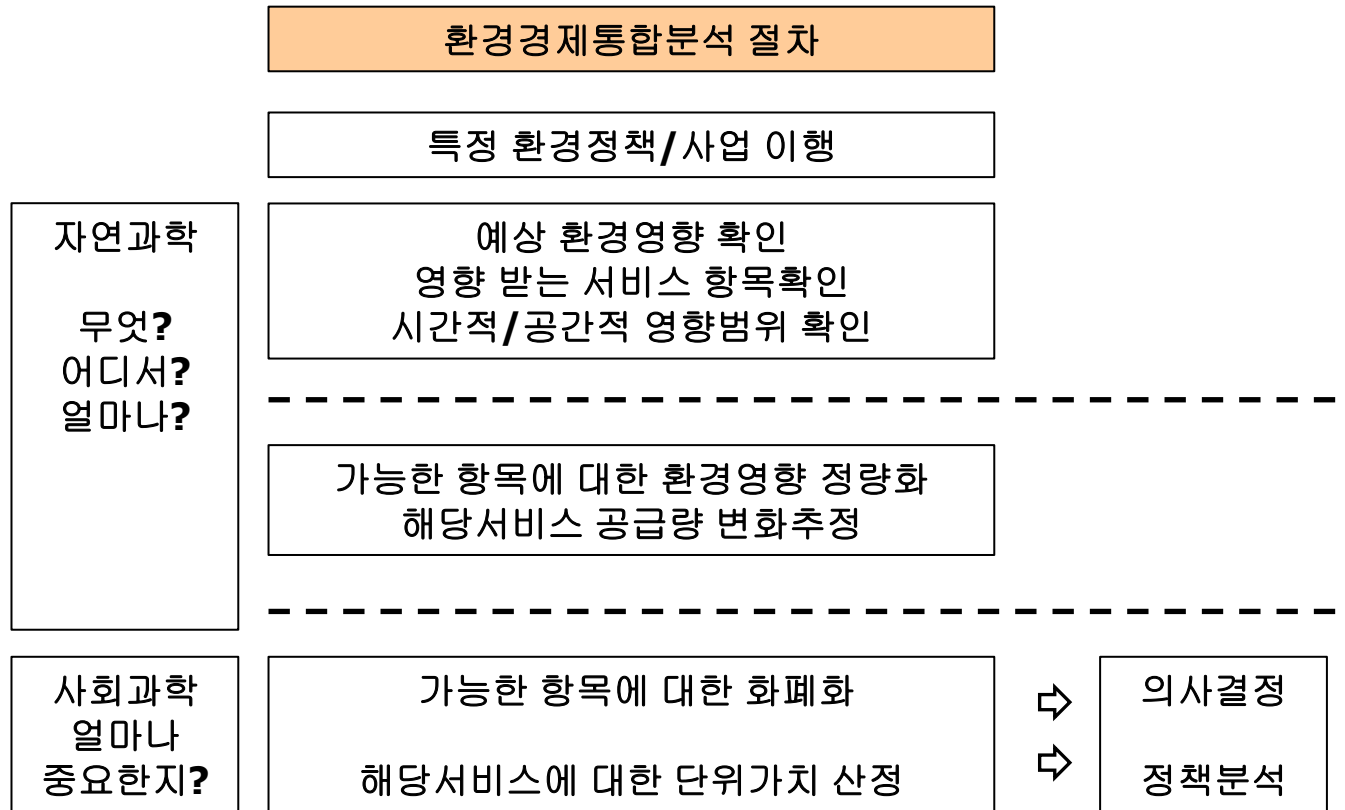 환경경제통합분석 절차
특정 환경정책/사업 이행
자연과학
무엇?
어디서?
얼마나?
예상 환경영향 확인
영향 받는 서비스 항목확인
시간적/공간적 영향범위 확인
가능한 항목에 대한 환경영향 정량화
해당서비스 공급량 변화추정
사회과학
얼마나
중요한지?
가능한 항목에 대한 화폐화
해당서비스에 대한 단위가치 산정
의사결정
정책분석